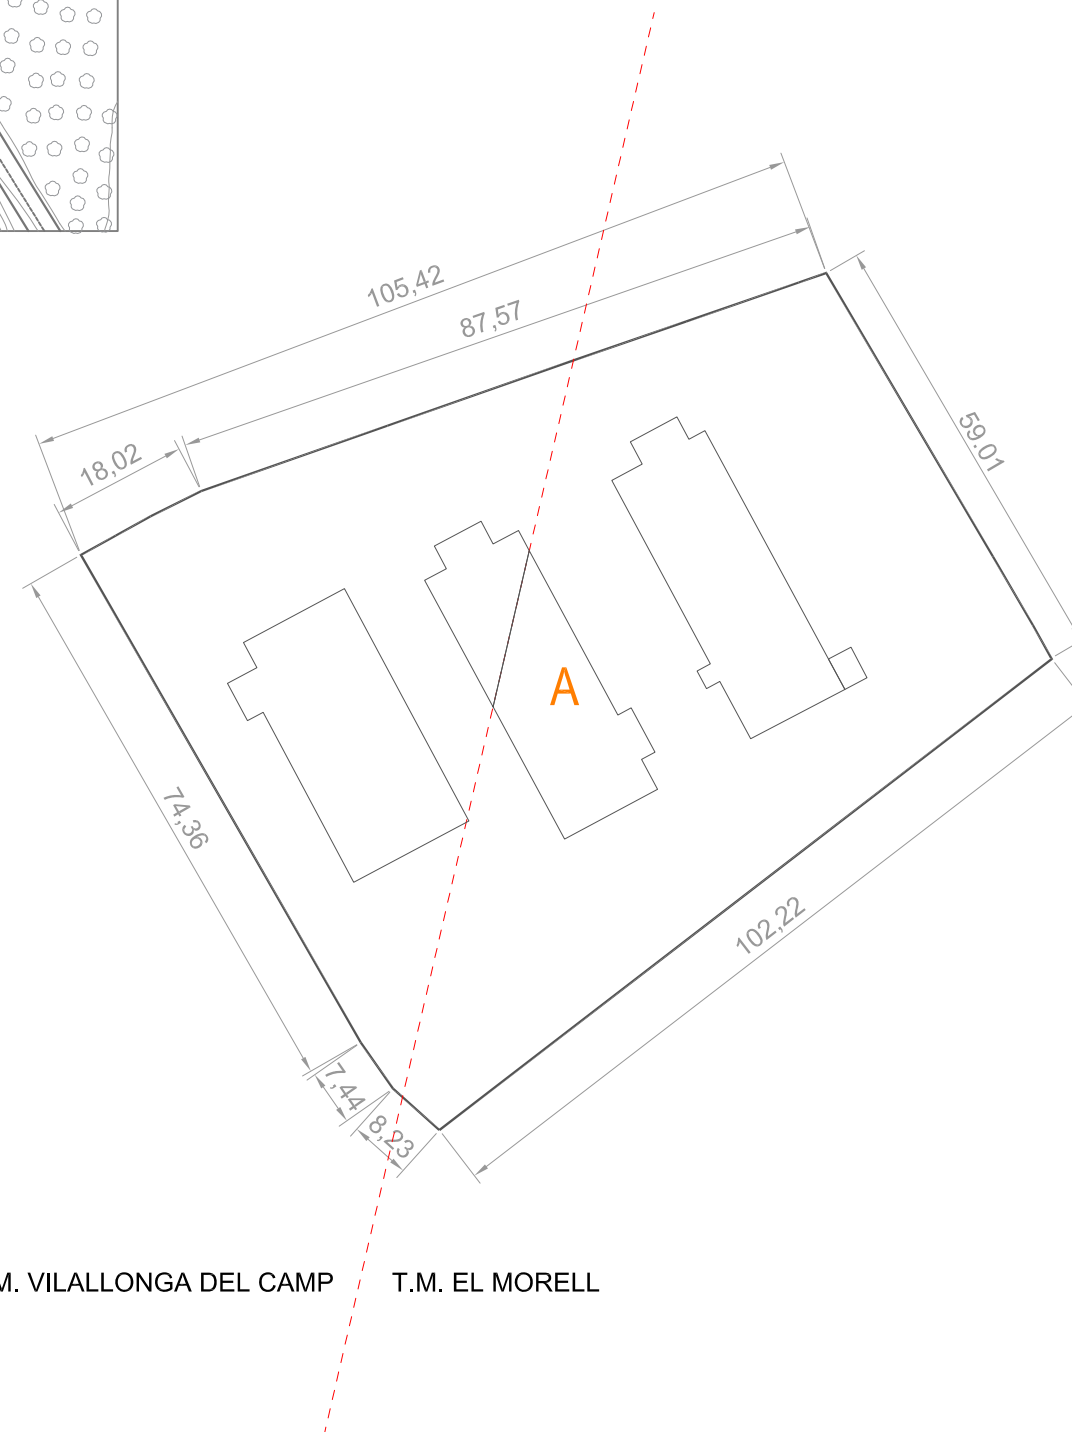 105,42
87,57
18,02
59.01
A
74,36
102,22
7,44
8,23
M. VILALLONGA DEL CAMP
T.M. EL MORELL